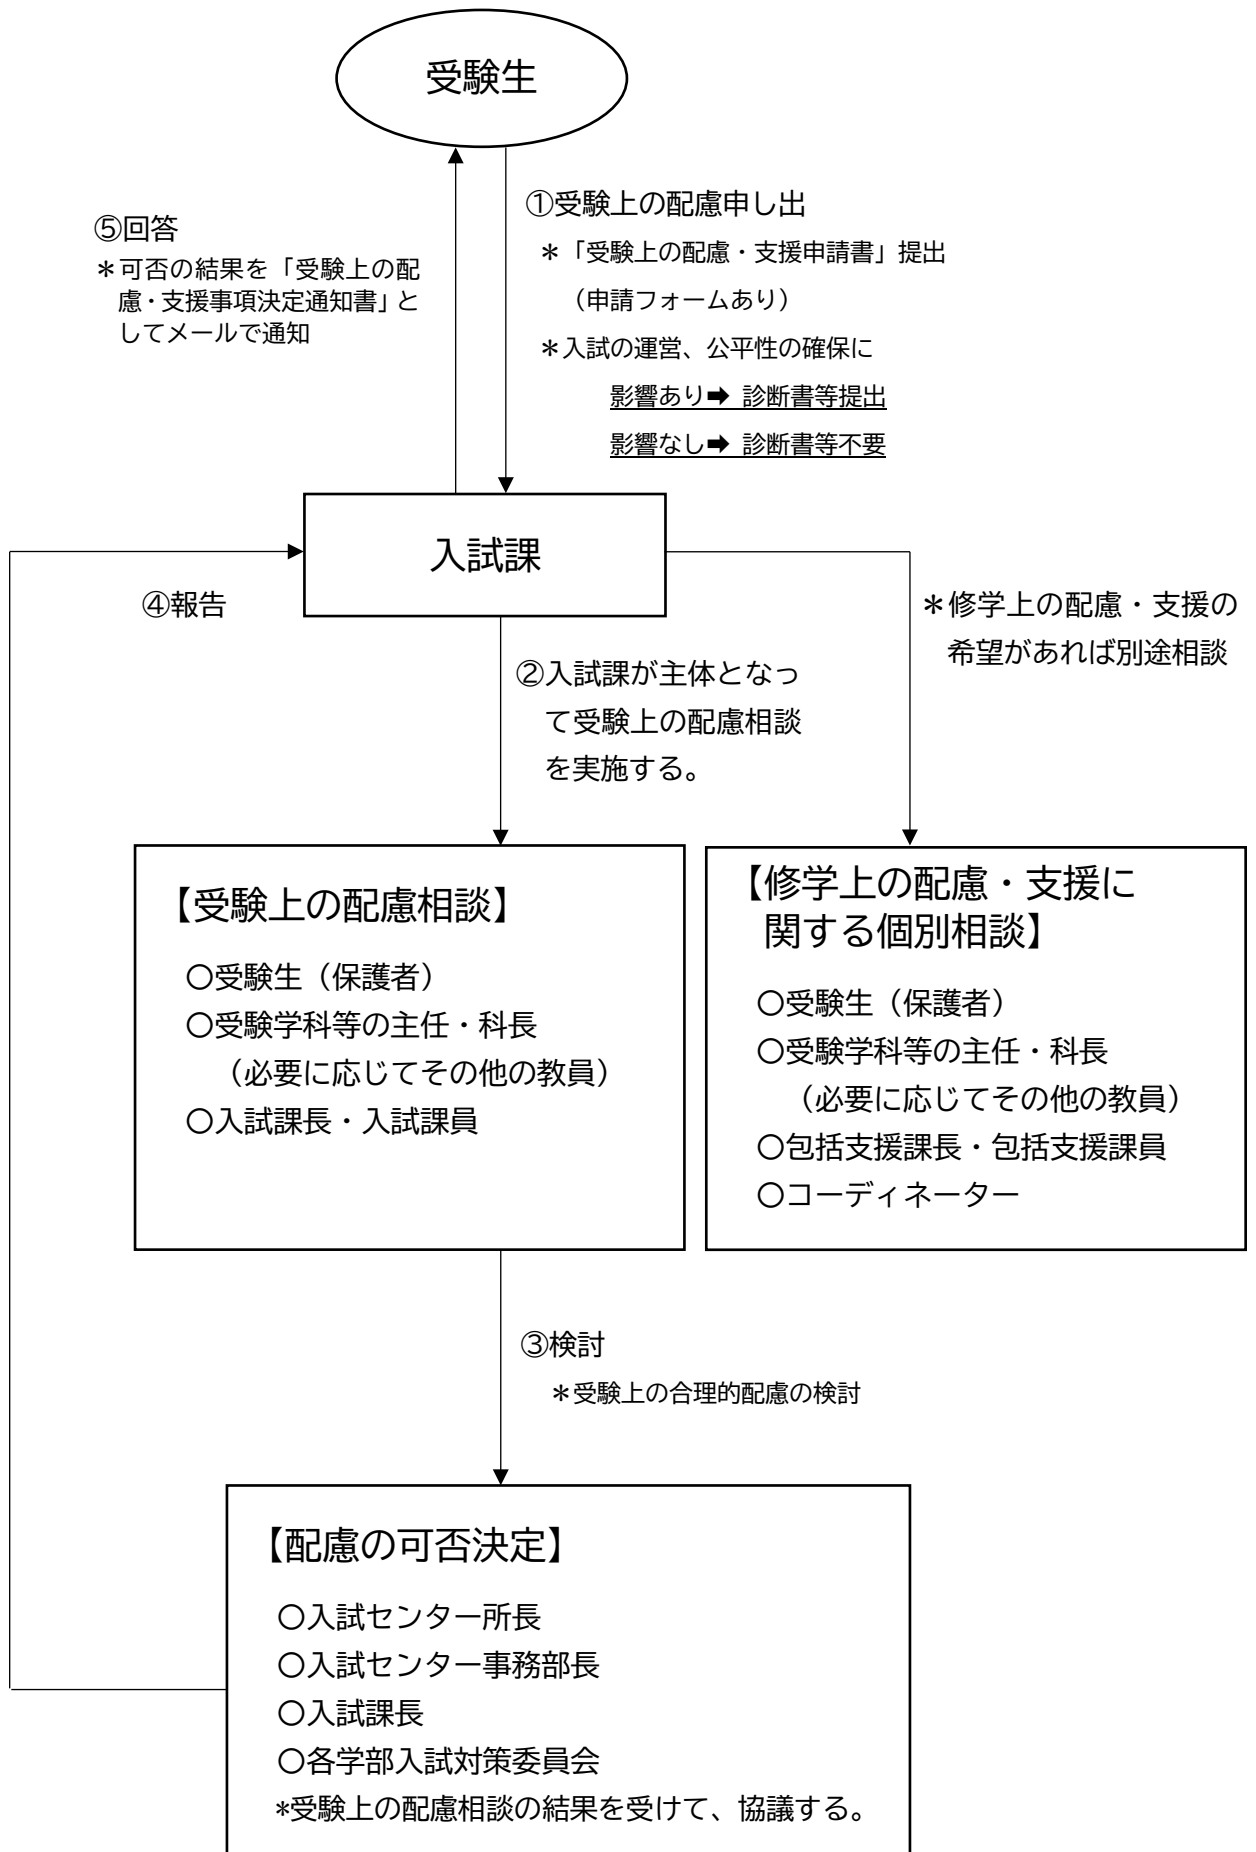 受験生
①受験上の配慮申し出
＊「受験上の配慮・支援申請書」提出
（申請フォームあり）
＊入試の運営、公平性の確保に
影響あり➡ 診断書等提出
影響なし➡ 診断書等不要
⑤回答
＊可否の結果を「受験上の配
慮・支援事項決定通知書」と
してメールで通知
入試課
④報告
＊修学上の配慮・支援の
希望があれば別途相談
②入試課が主体となっ
て受験上の配慮相談
を実施する。
【受験上の配慮相談】
〇受験生（保護者）
〇受験学科等の主任・科長
（必要に応じてその他の教員）
〇入試課長・入試課員
【修学上の配慮・支援に
関する個別相談】
〇受験生（保護者）
〇受験学科等の主任・科長
（必要に応じてその他の教員）
〇包括支援課長・包括支援課員
〇コーディネーター
③検討
＊受験上の合理的配慮の検討
【配慮の可否決定】
〇入試センター所長
〇入試センター事務部長
〇入試課長
〇各学部入試対策委員会
*受験上の配慮相談の結果を受けて、協議する。